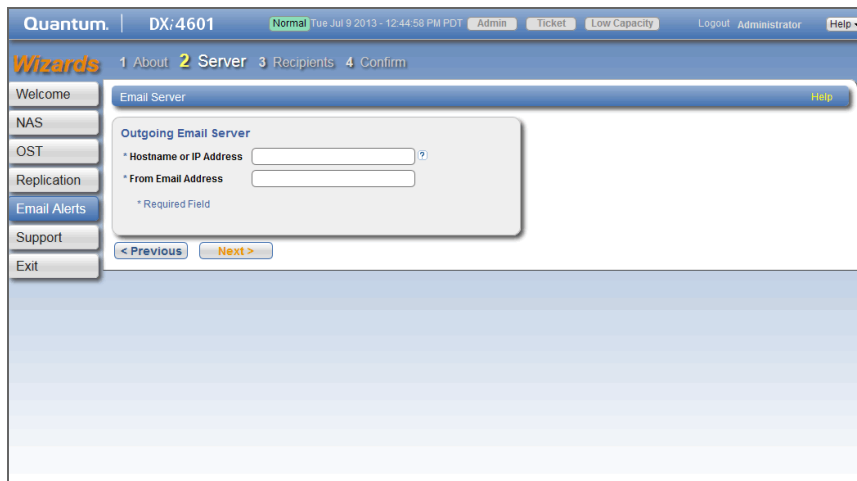 Quantum. DXi4601 Normal Tue Jul 9 2013 - 12:44:58 PM PDT Admin Ticket Low Capacity Logout Administrator Help
Wizards 1 About 2 Server 3 Recipients 4 Confirm
Welcome
NAS
OST
Replication
Email Alerts
Support
Exit
Email Server Help
Outgoing Email Server
* Hostname or IP Address ?
* From Email Address
* Required Field
< Previous Next >